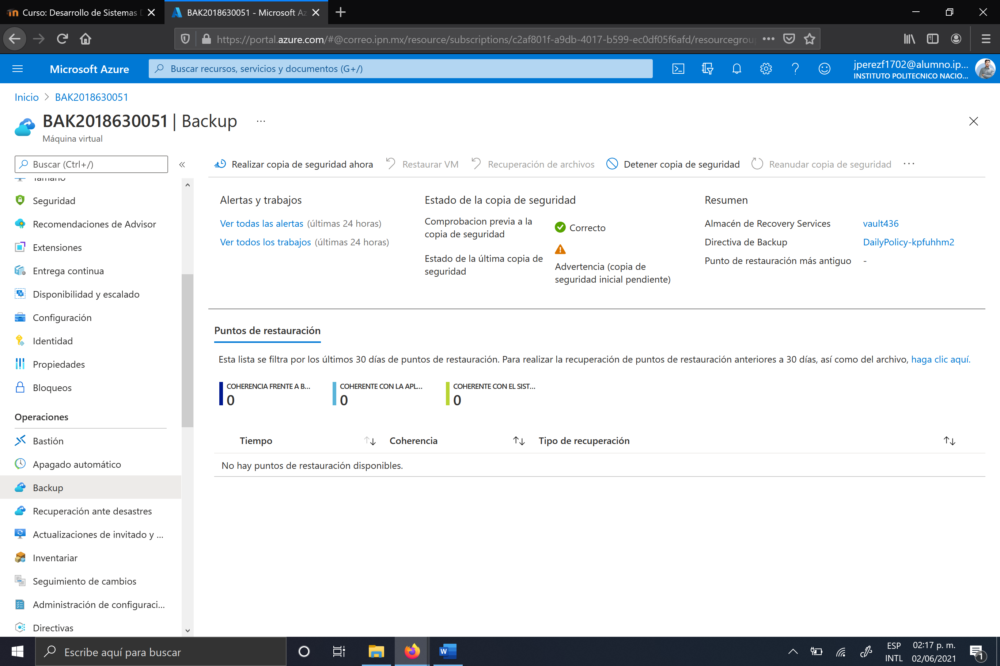 Curso: Desarrollo de Sistemas D
BAK2018630051 - Microsoft Az
https://portal.azure.com/#@correo.ipn.mx/resource/subscriptions/c2af801f-a9db-4017-b599-ec0df05f6afd/resourcegroup
Microsoft Azure
Buscar recursos, servicios y documentos (G+/)
jperezf1702@alumno.ip...
INSTITUTO POLITECNICO NACIO...
Inicio > BAK2018630051
BAK2018630051 | Backup ...
Máquina virtual
Buscar (Ctrl+/)
«
Tamaño
Seguridad
Recomendaciones de Advisor
Extensiones
Entrega continua
Disponibilidad y escalado
Configuración
Identidad
Propiedades
Bloqueos
Operaciones
Bastión
Apagado automático
Backup
Recuperación ante desastres
Actualizaciones de invitado y ...
Inventariar
Seguimiento de cambios
Administración de configuraci...
Directivas
Realizar copia de seguridad ahora
Restaurar VM
Recuperación de archivos
Detener copia de seguridad
Reanudar copia de seguridad
...
Alertas y trabajos
Ver todas las alertas (últimas 24 horas)
Ver todos los trabajos (últimas 24 horas)
Estado de la copia de seguridad
Comprobacion previa a la
copia de seguridad
Correcto
Estado de la última copia de
seguridad
Advertencia (copia de
seguridad inicial pendiente)
Resumen
Almacén de Recovery Services
vault436
Directiva de Backup
DailyPolicy-kpfuhhm2
Punto de restauración más antiguo
-
Puntos de restauración
Esta lista se filtra por los últimos 30 días de puntos de restauración. Para realizar la recuperación de puntos de restauración anteriores a 30 días, así como del archivo, haga clic aquí.
COHERENCIA FRENTE A B...
0
COHERENTE CON LA APL...
0
COHERENTE CON EL SIST...
0
Tiempo
Coherencia
Tipo de recuperación
No hay puntos de restauración disponibles.
Escribe aquí para buscar
W
ESP
INTL
02:17 p. m.
02/06/2021
1